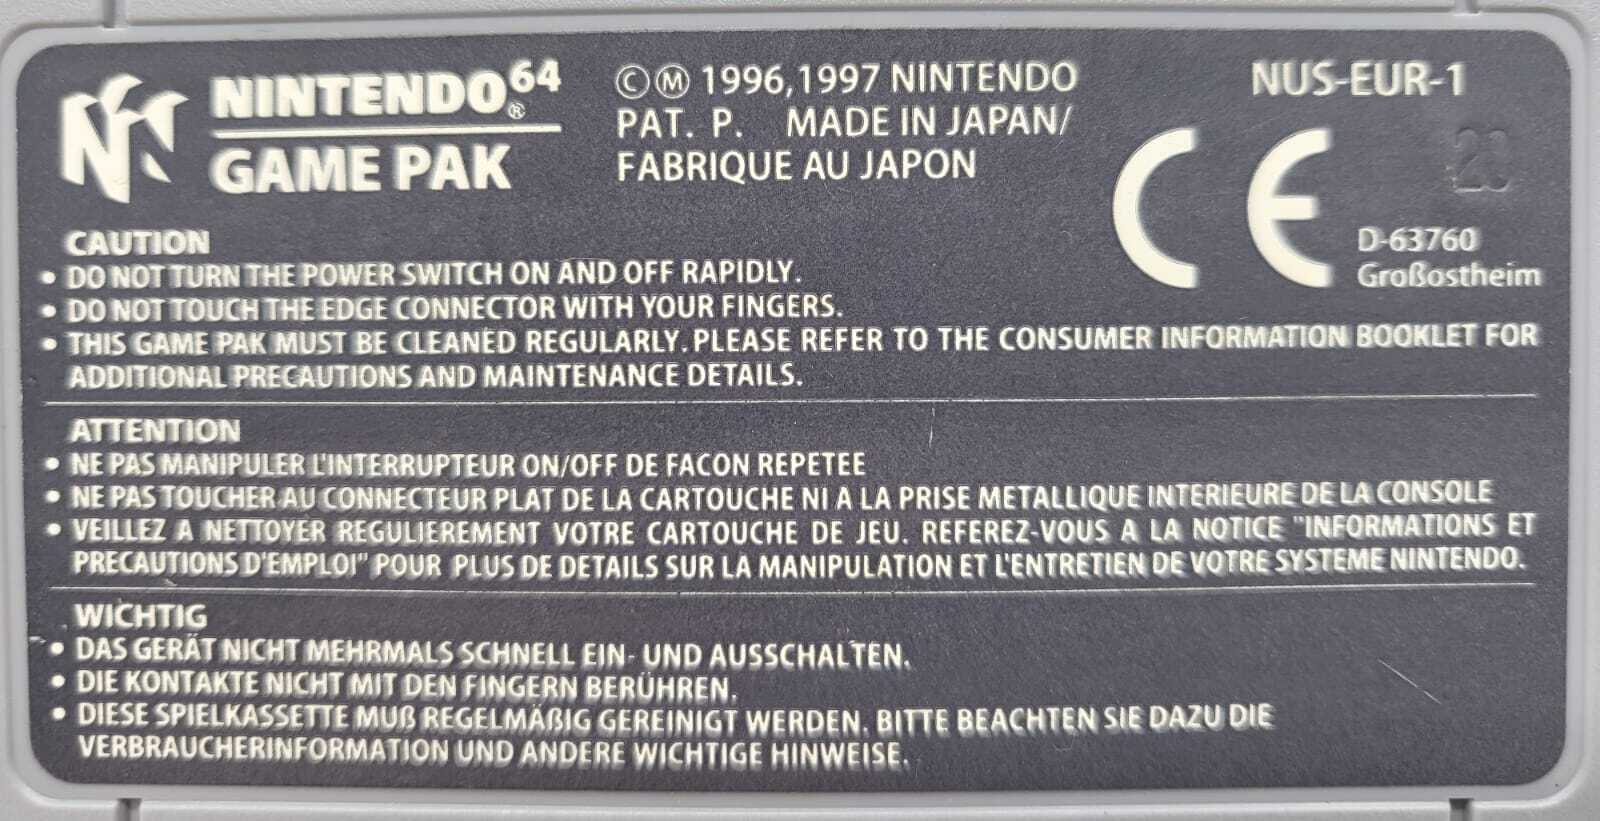 NINTENDO64®
GAME PAK
©Ⓜ 1996,1997 NINTENDO
PAT. P. MADE IN JAPAN/
FABRIQUE AU JAPON
NUS-EUR-1
CE
D-63760
Großostheim
CAUTION
• DO NOT TURN THE POWER SWITCH ON AND OFF RAPIDLY.
• DO NOT TOUCH THE EDGE CONNECTOR WITH YOUR FINGERS.
• THIS GAME PAK MUST BE CLEANED REGULARLY. PLEASE REFER TO THE CONSUMER INFORMATION BOOKLET FOR
ADDITIONAL PRECAUTIONS AND MAINTENANCE DETAILS.
ATTENTION
• NE PAS MANIPULER L'INTERRUPTEUR ON/OFF DE FACON REPETEE
• NE PAS TOUCHER AU CONNECTEUR PLAT DE LA CARTOUCHE NI A LA PRISE METALLIQUE INTERIEURE DE LA CONSOLE
• VEILLEZ A NETTOYER REGULIEREMENT VOTRE CARTOUCHE DE JEU. REFEREZ-VOUS A LA NOTICE "INFORMATIONS ET
PRECAUTIONS D'EMPLOI" POUR PLUS DE DETAILS SUR LA MANIPULATION ET L'ENTRETIEN DE VOTRE SYSTEME NINTENDO.
WICHTIG
• DAS GERÄT NICHT MEHRMALS SCHNELL EIN- UND AUSSCHALTEN.
• DIE KONTAKTE NICHT MIT DEN FINGERN BERÜHREN.
• DIESE SPIELKASSETTE MUß REGELMÄßIG GEREINIGT WERDEN. BITTE BEACHTEN SIE DAZU DIE
VERBRAUCHERINFORMATION UND ANDERE WICHTIGE HINWEISE.